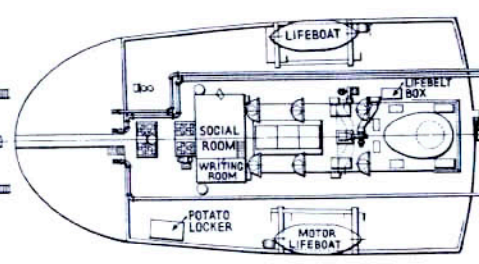 LIFEBOAT
LIFEBELT
BOX
SOCIAL
ROOM
WRITING
ROOM
POTATO
LOCKER
MOTOR
LIFEBOAT